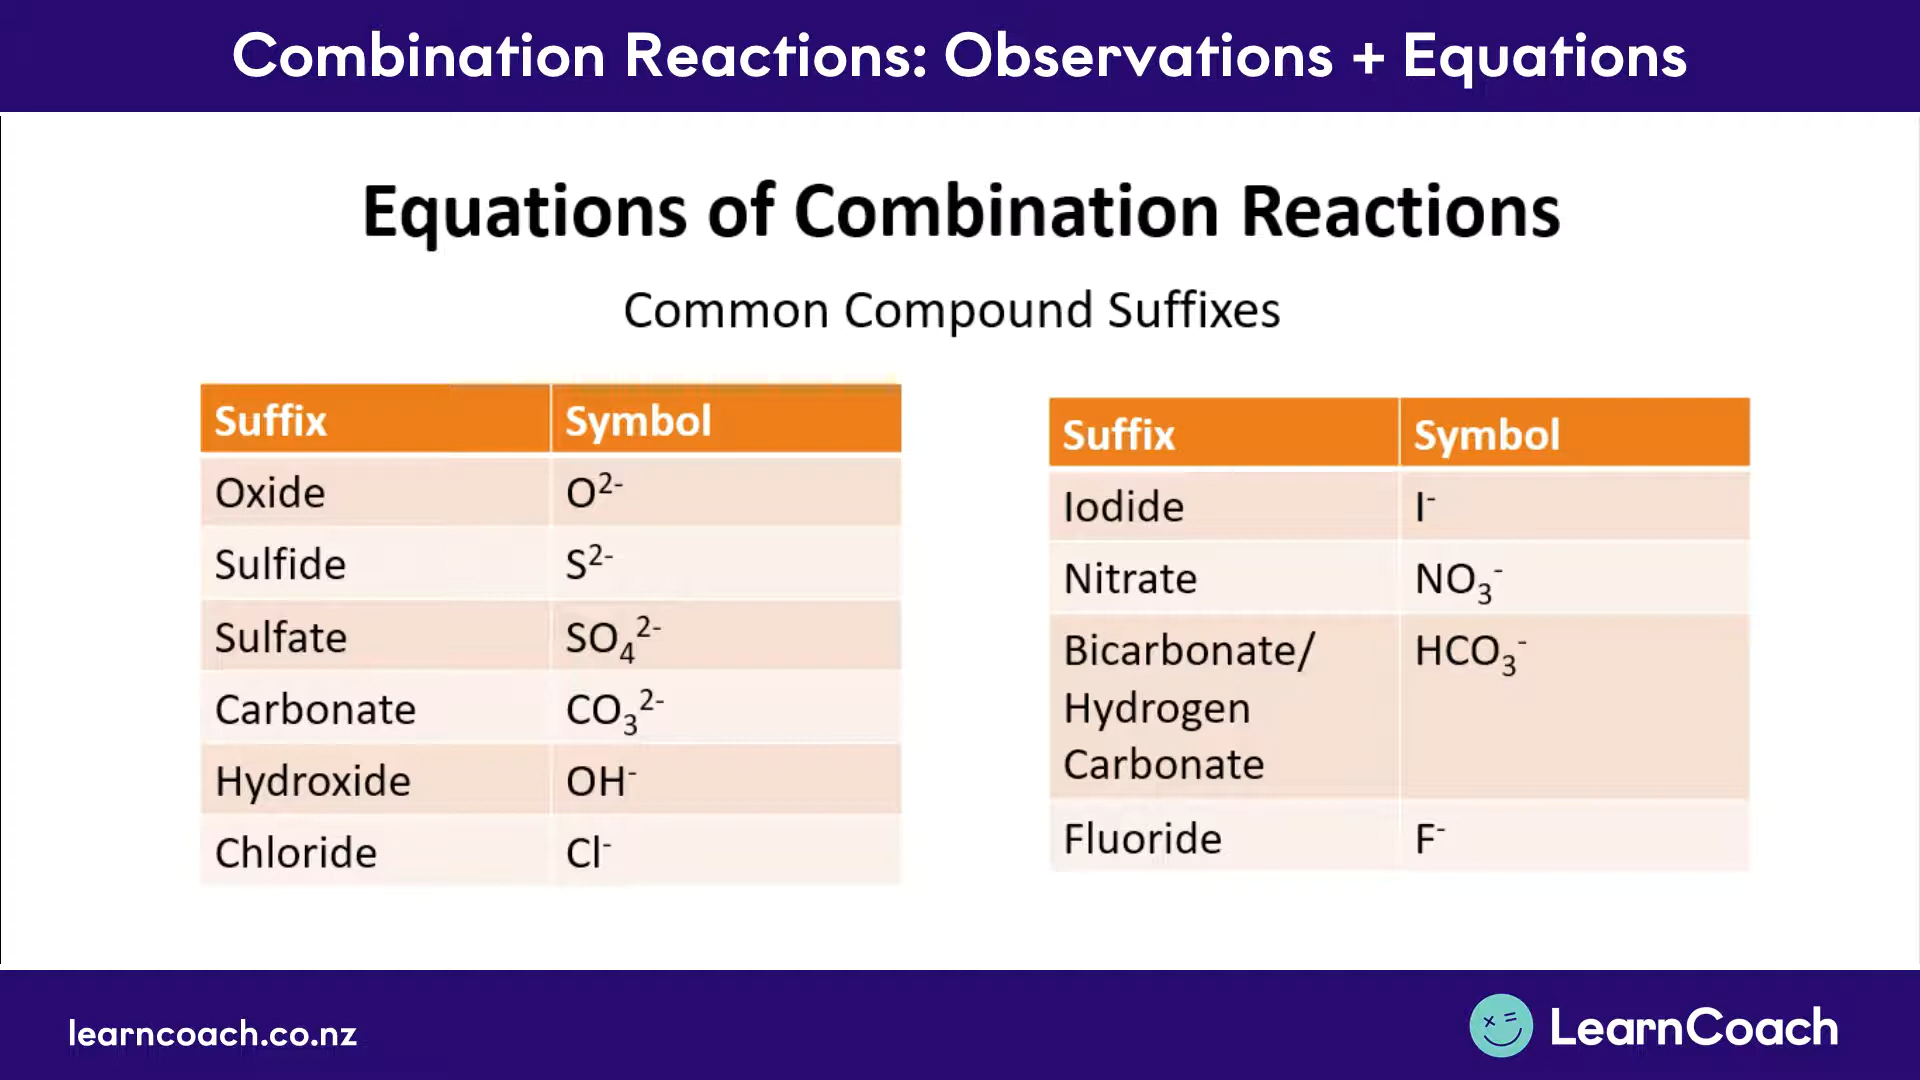 Combination Reactions: Observations + Equations
Equations of Combination Reactions
Common Compound Suffixes
Suffix Symbol
Oxide O²⁻
Sulfide S²⁻
Sulfate SO₄²⁻
Carbonate CO₃²⁻
Hydroxide OH⁻
Chloride Cl⁻
Suffix Symbol
Iodide I⁻
Nitrate NO₃⁻
Bicarbonate/ HCO₃⁻
Hydrogen
Carbonate
Fluoride F⁻
learncoach.co.nz
LearnCoach